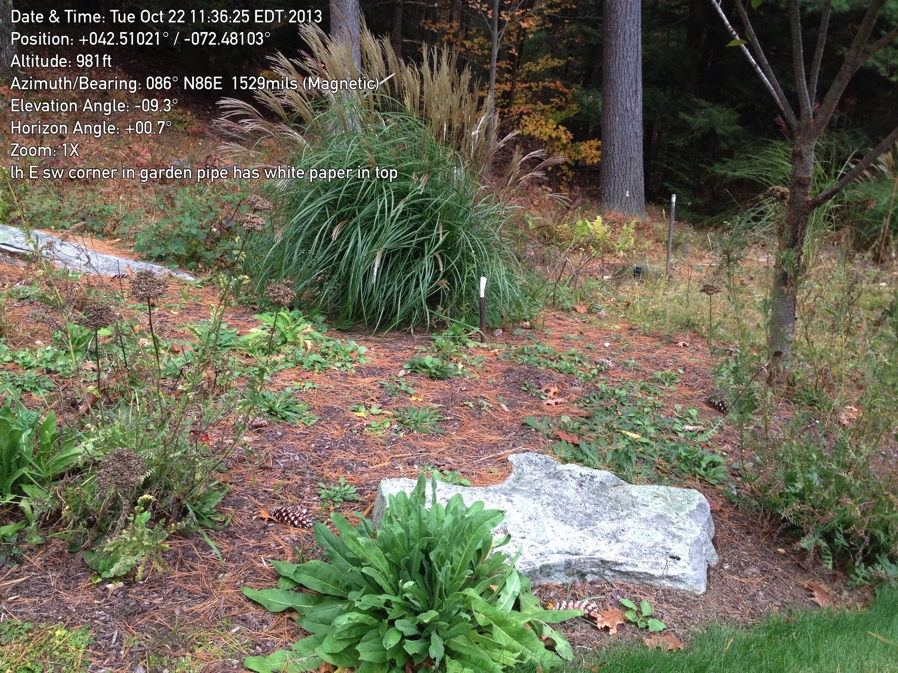 Date & Time: Tue Oct 22 11:36:25 EDT 2013
Position: +042.51021° / -072.48103°
Altitude: 981ft
Azimuth/Bearing: 086° N86E 1529mils (Magnetic)
Elevation Angle: -09.3°
Horizon Angle: +00.7°
Zoom: 1X
lh E sw corner in garden pipe has white paper in top